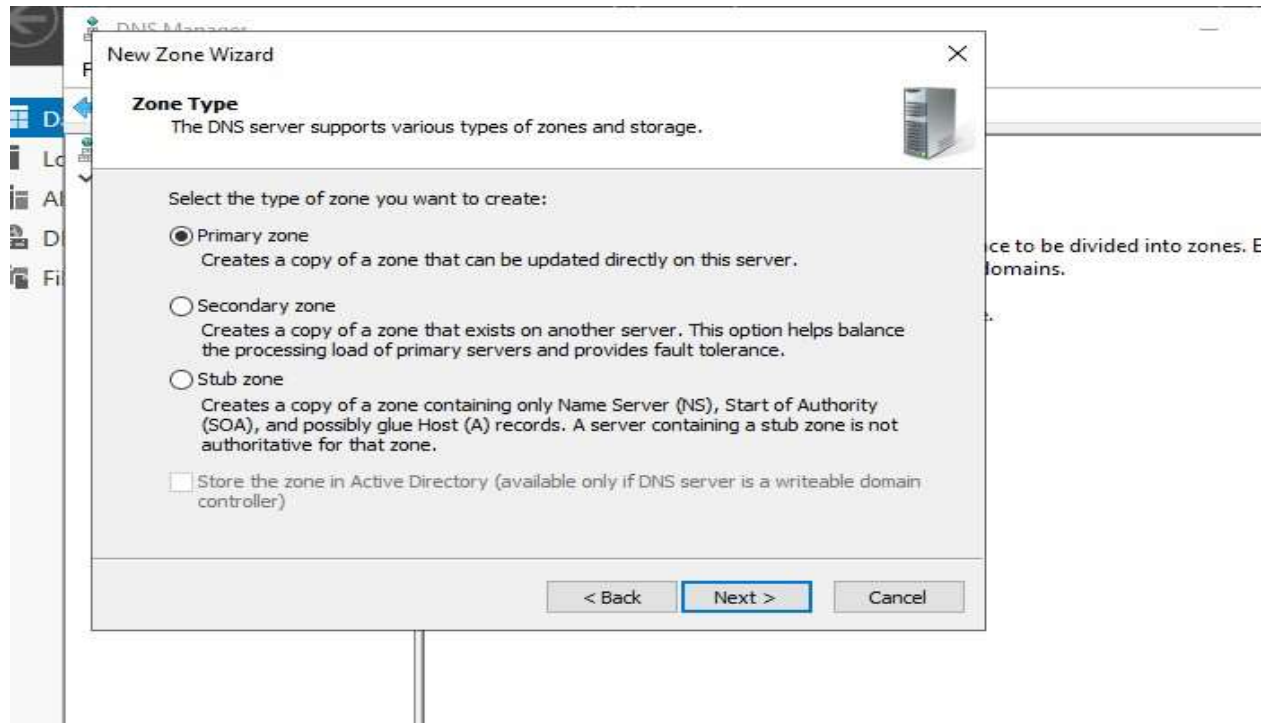 DNS Manager
New Zone Wizard
Zone Type
The DNS server supports various types of zones and storage.
Select the type of zone you want to create:
Primary zone
Creates a copy of a zone that can be updated directly on this server.
Secondary zone
Creates a copy of a zone that exists on another server. This option helps balance
the processing load of primary servers and provides fault tolerance.
Stub zone
Creates a copy of a zone containing only Name Server (NS), Start of Authority
(SOA), and possibly glue Host (A) records. A server containing a stub zone is not
authoritative for that zone.
Store the zone in Active Directory (available only if DNS server is a writeable domain
controller)
< Back
Next >
Cancel
to be divided into zones.